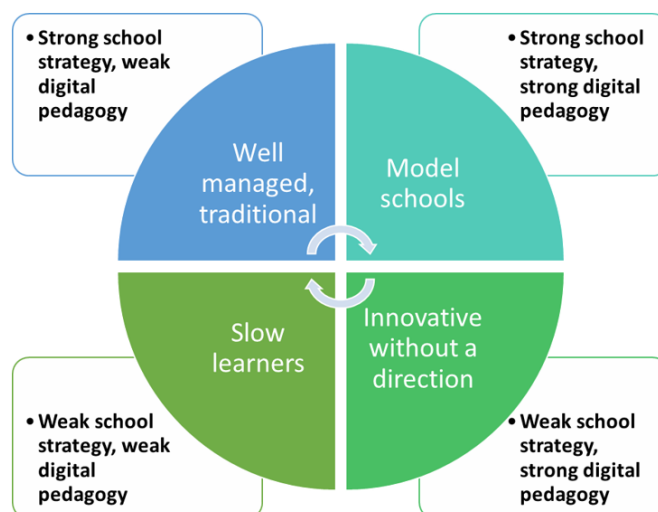 • Strong school
strategy, weak
digital
pedagogy
• Strong school
strategy,
strong digital
pedagogy
Well
managed,
traditional
Model
schools
Slow
learners
Innovative
without a
direction
• Weak school
strategy, weak
digital
pedagogy
• Weak school
strategy,
strong digital
pedagogy